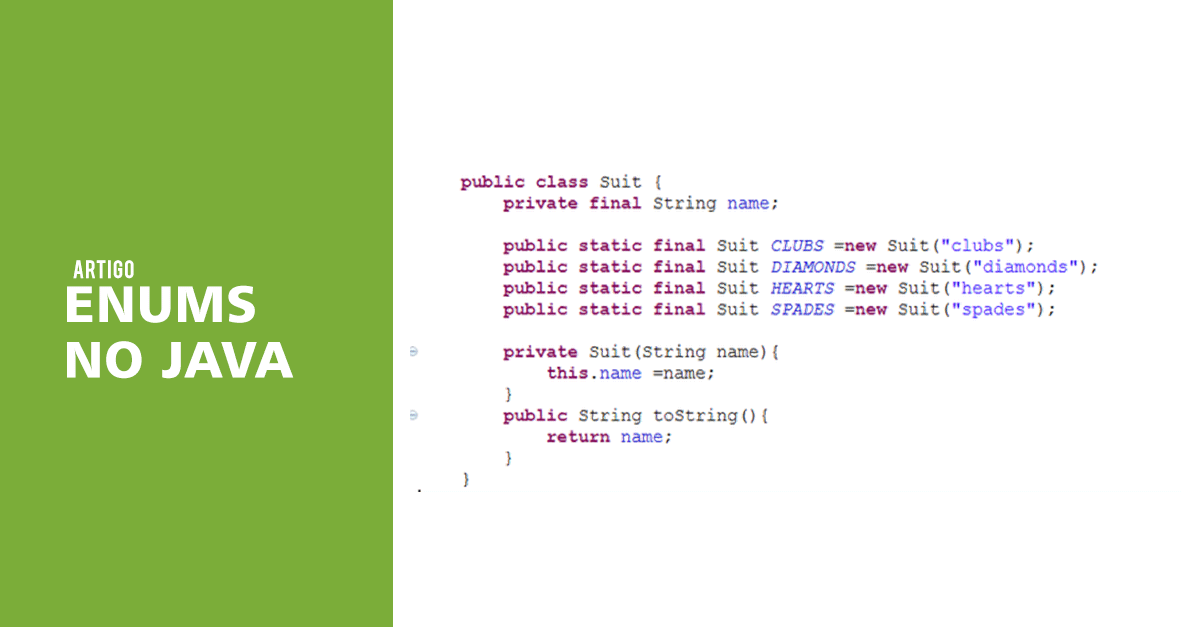 ARTIGO
ENUMS
NO JAVA
public class Suit {
    private final String name;

    public static final Suit CLUBS =new Suit("clubs");
    public static final Suit DIAMONDS =new Suit("diamonds");
    public static final Suit HEARTS =new Suit("hearts");
    public static final Suit SPADES =new Suit("spades");

    private Suit(String name){
        this.name =name;
    }
    public String toString(){
        return name;
    }
}
.